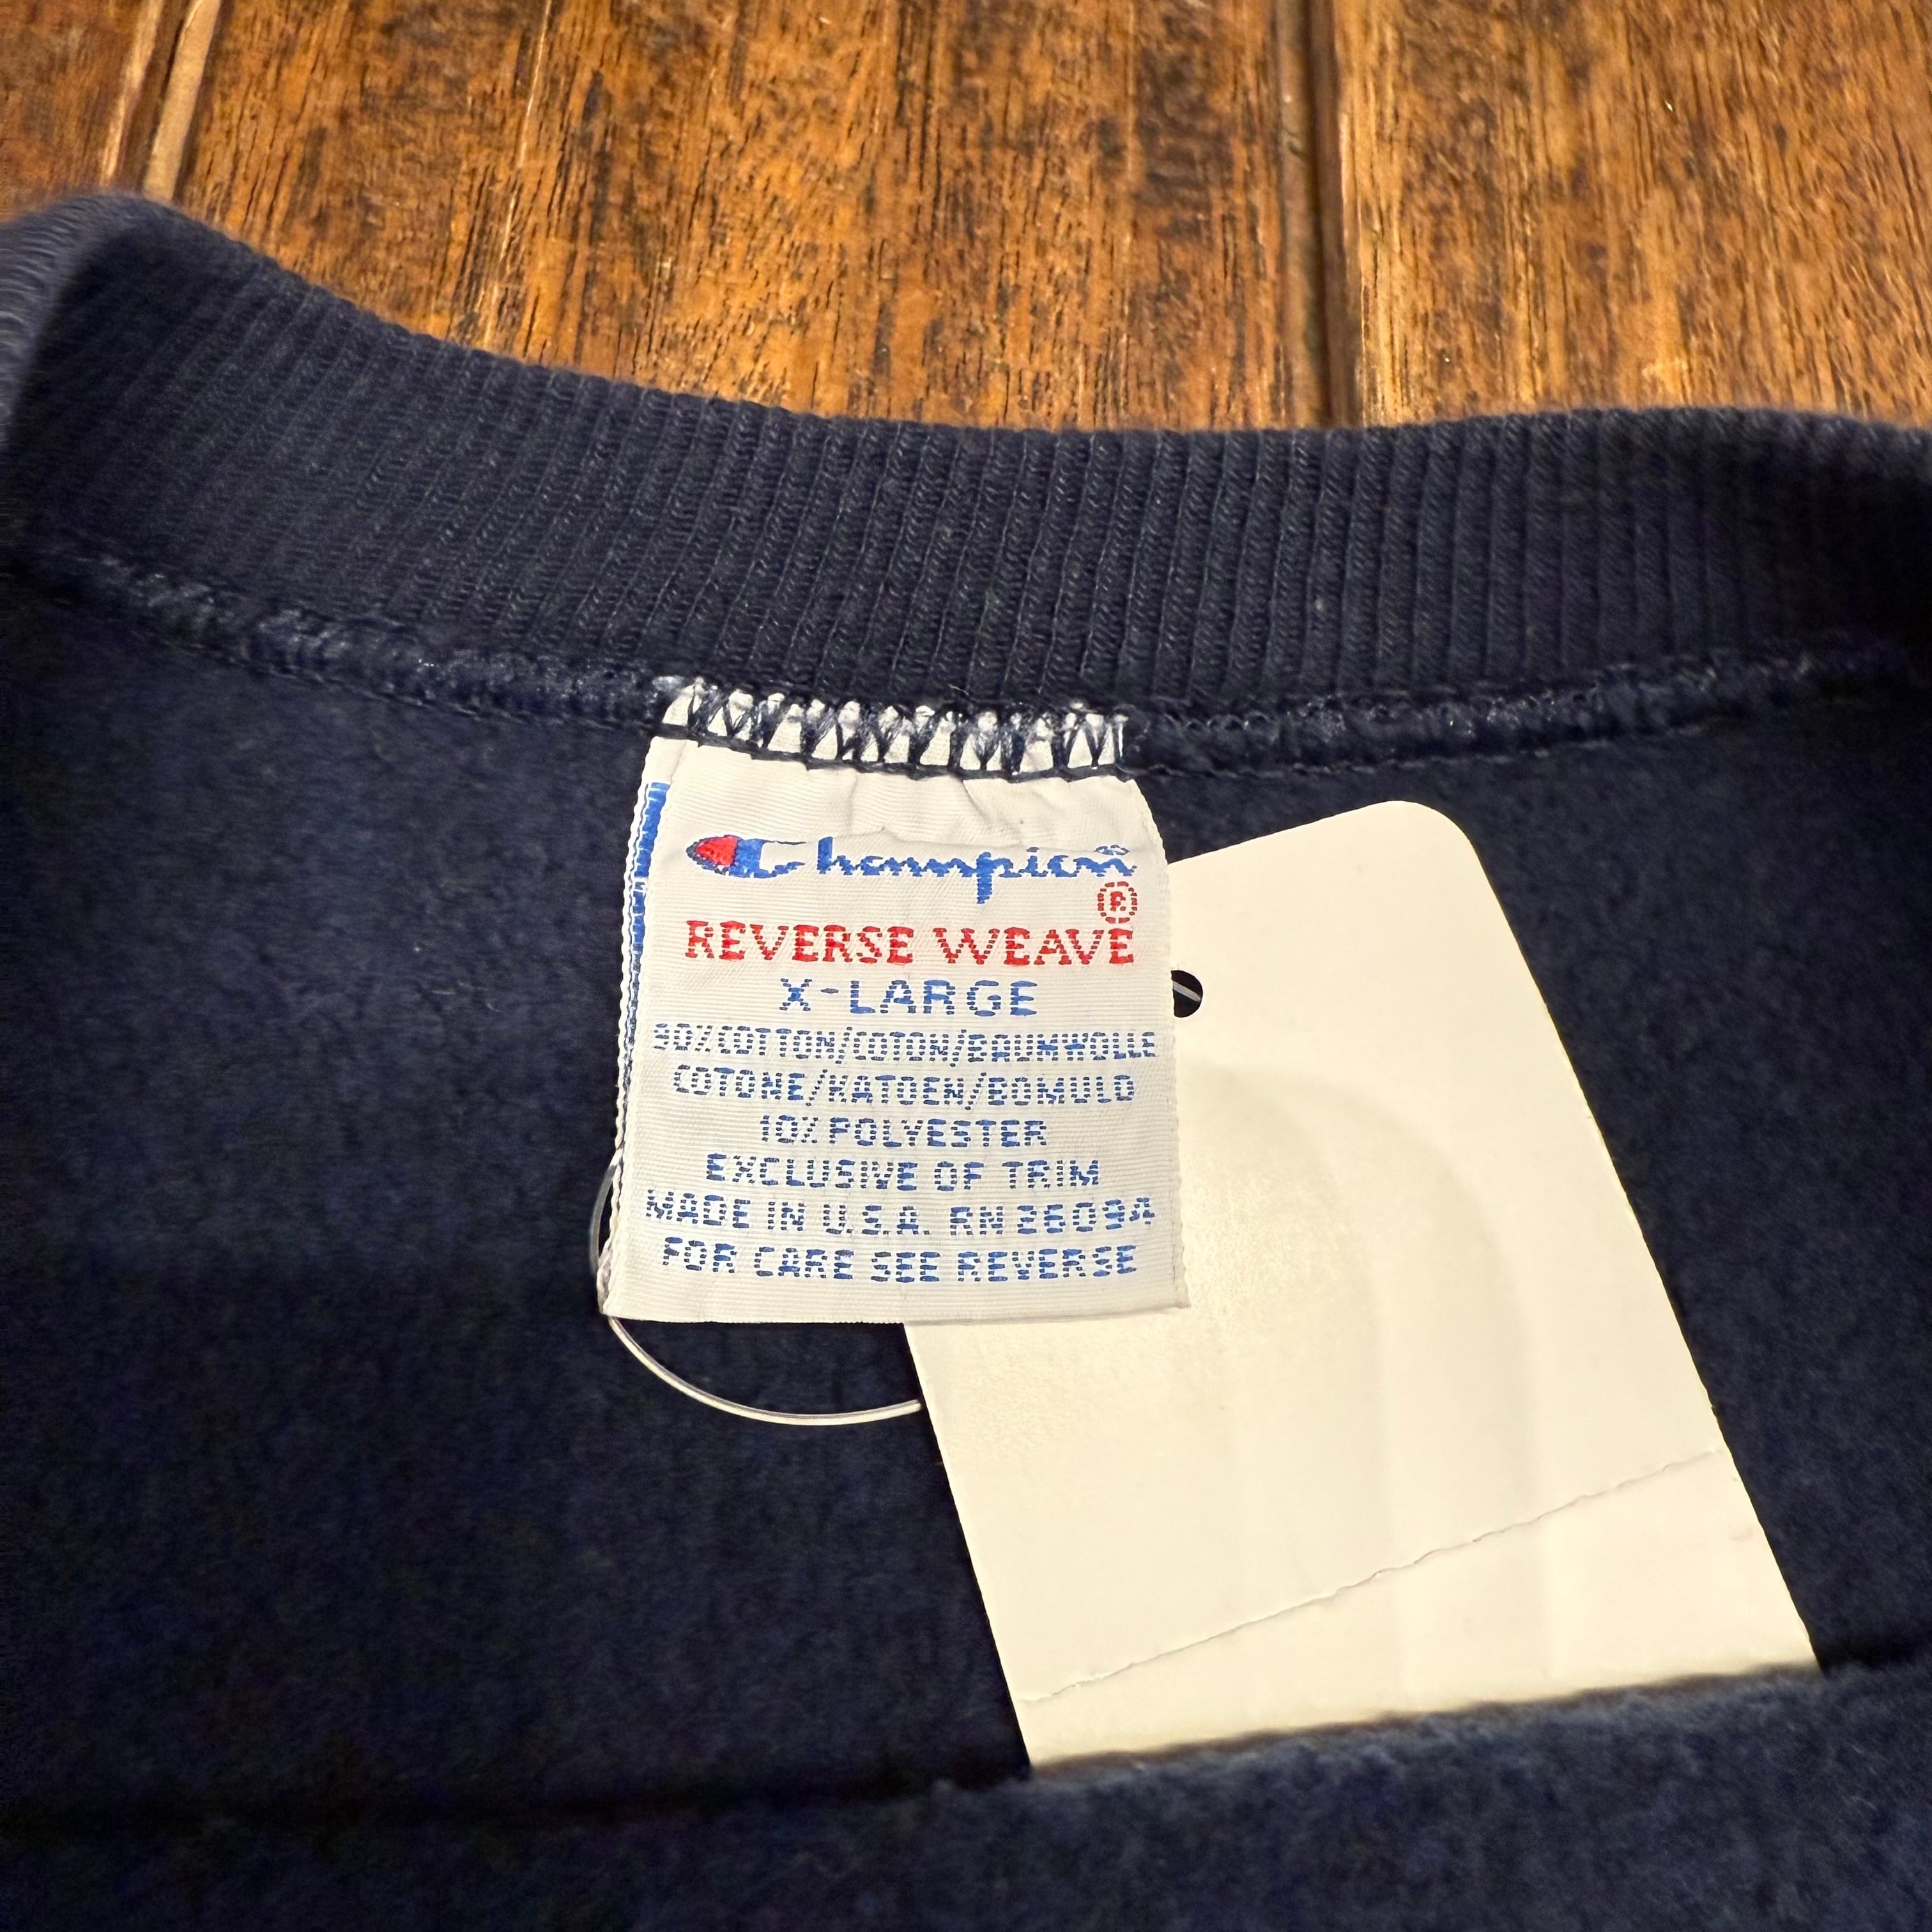 Champion
®
REVERSE WEAVE
X-LARGE
90%COTTON/COTON/BAUMWOLLE
COTONE/KATOEN/BOMULD
10% POLYESTER
EXCLUSIVE OF TRIM
MADE IN U.S.A. RN 26094
FOR CARE SEE REVERSE